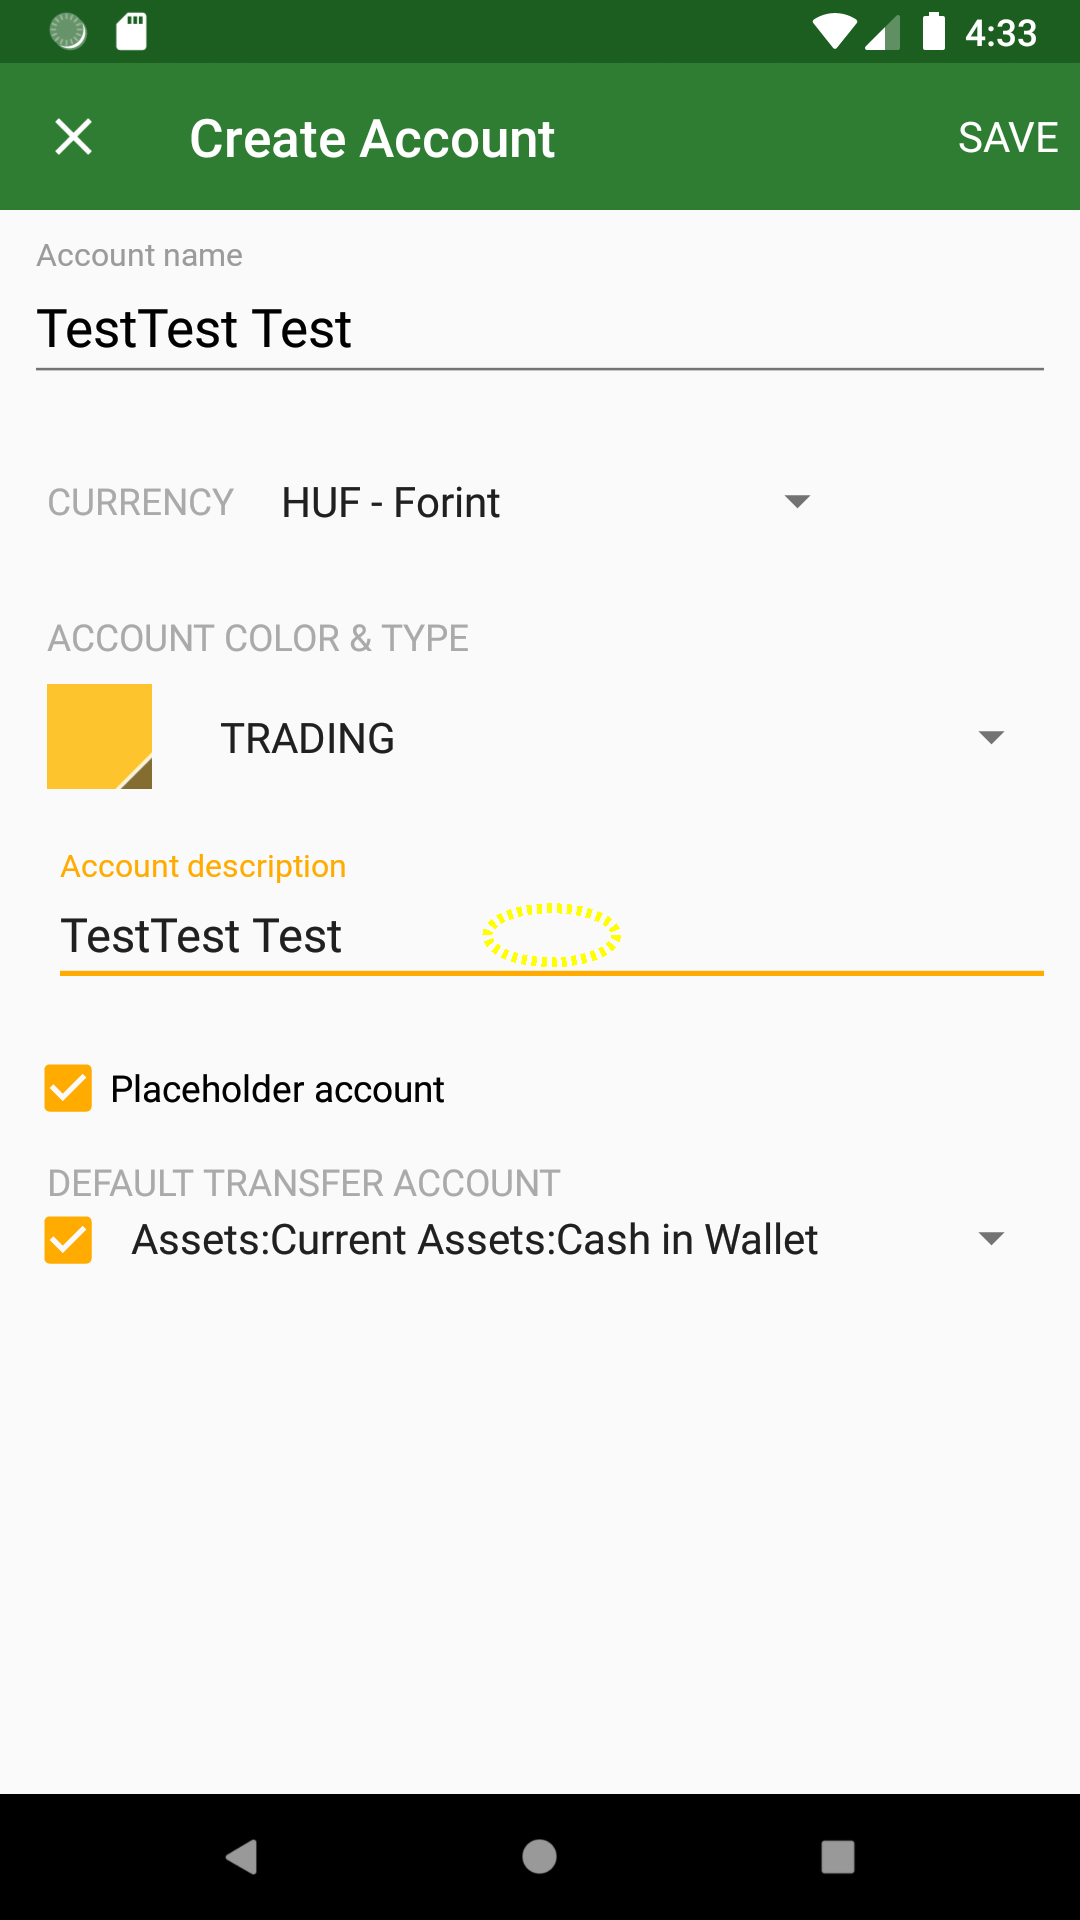 4:33
Create Account
SAVE
Account name
TestTest Test
CURRENCY HUF - Forint
ACCOUNT COLOR & TYPE
TRADING
Account description
TestTest Test
Placeholder account
DEFAULT TRANSFER ACCOUNT
Assets:Current Assets:Cash in Wallet